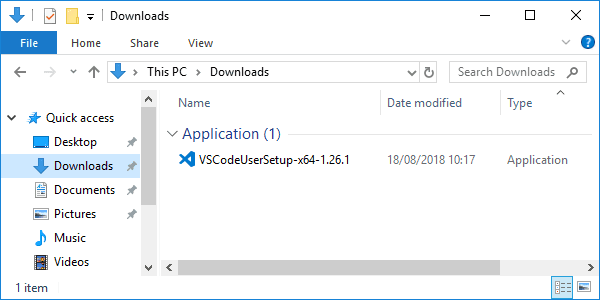 Downloads
File Home Share View
This PC Downloads Search Downloads
Name Date modified Type
Quick access
Application (1)
Desktop
Downloads VSCodeUserSetup-x64-1.26.1 18/08/2018 10:17 Application
Documents
Pictures
Music
Videos
1 item